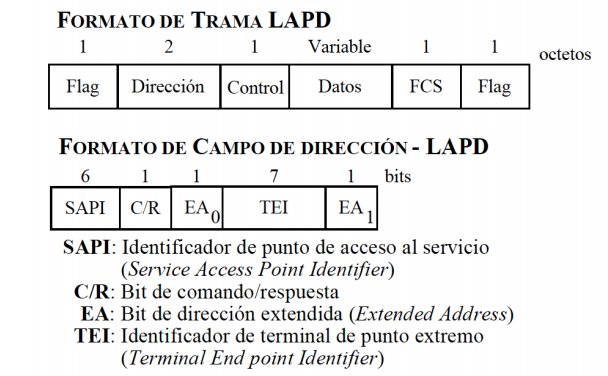 FORMATO DE TRAMA LAPD
1 2 1 Variable 1 1 octetos
Flag Dirección Control Datos FCS Flag
FORMATO DE CAMPO DE DIRECCIÓN - LAPD
6 1 1 7 1 bits
SAPI C/R EA0 TEI EA1
SAPI: Identificador de punto de acceso al servicio
(Service Access Point Identifier)
C/R: Bit de comando/respuesta
EA: Bit de dirección extendida (Extended Address)
TEI: Identificador de terminal de punto extremo
(Terminal End point Identifier)